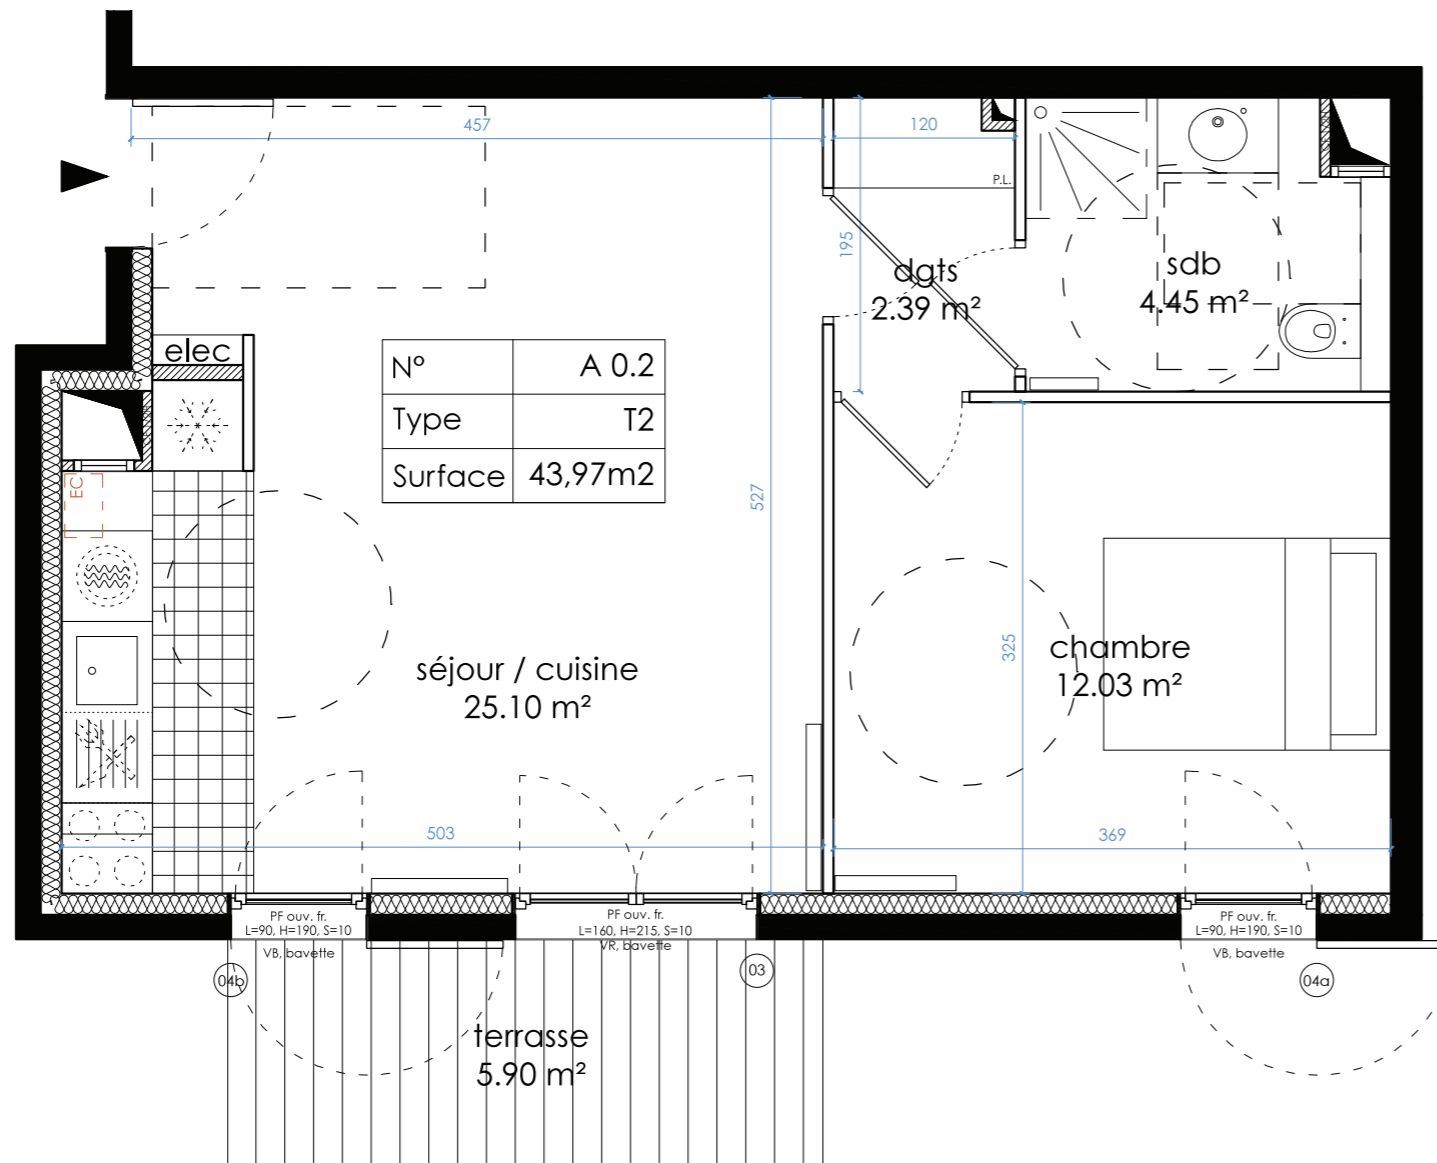 457
120
P.L.
195
dgts
2.39 m²
sdb
4.45 m²
elec
N° A 0.2
Type T2
Surface 43,97m2
EC
527
séjour / cuisine
25.10 m²
325
chambre
12.03 m²
503
369
PF ouv. fr.
L=90, H=190, S=10
VB, bavette
PF ouv. fr.
L=160, H=215, S=10
VR, bavette
PF ouv. fr.
L=90, H=190, S=10
VB, bavette
04b
03
04a
terrasse
5.90 m²